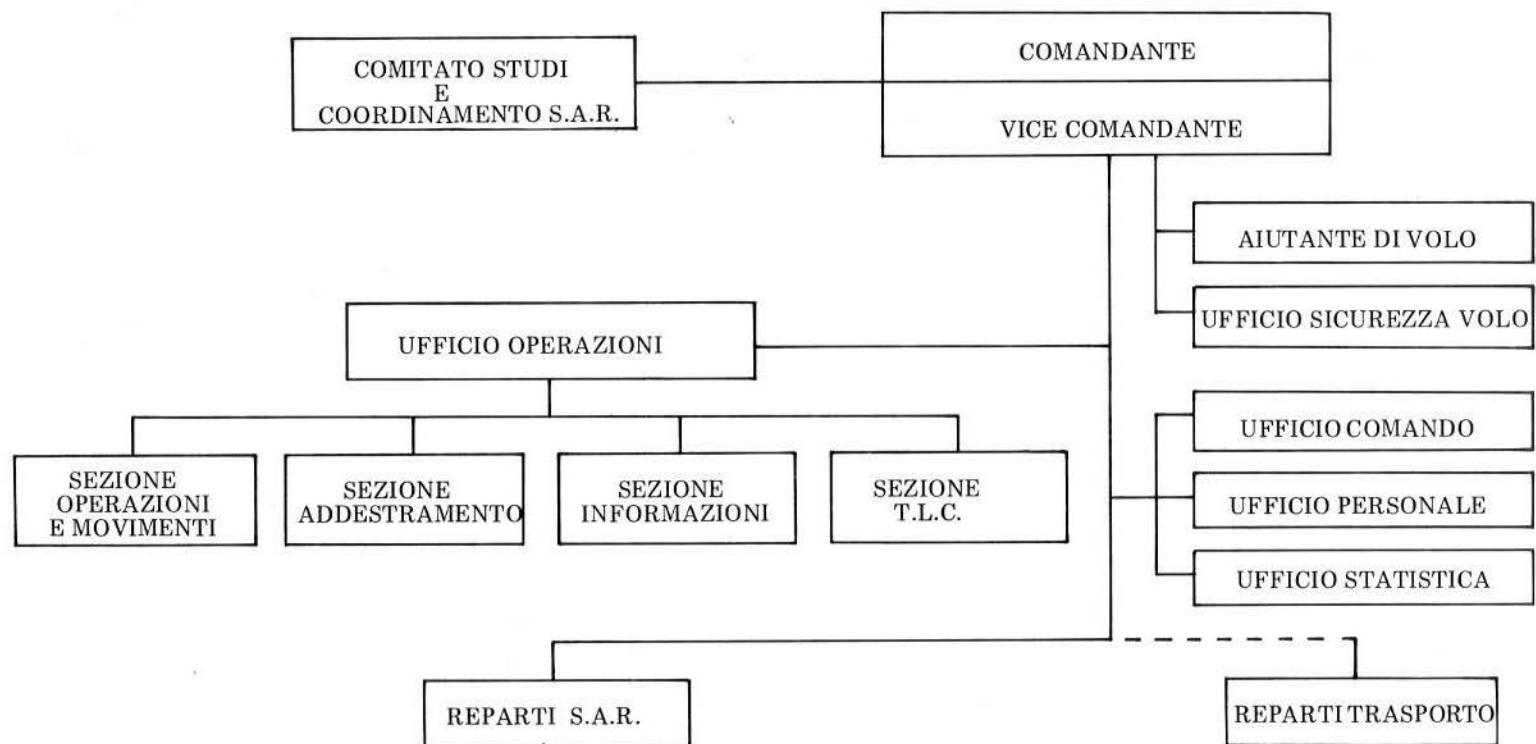 COMITATO STUDI
E
COORDINAMENTO S.A.R.
COMANDANTE
VICE COMANDANTE
AIUTANTE DI VOLO
UFFICIO SICUREZZA VOLO
UFFICIO OPERAZIONI
UFFICIO COMANDO
UFFICIO PERSONALE
UFFICIO STATISTICA
SEZIONE
OPERAZIONI
E MOVIMENTI
SEZIONE
ADDESTRAMENTO
SEZIONE
INFORMAZIONI
SEZIONE
T.L.C.
REPARTI S.A.R.
REPARTI TRASPORTO